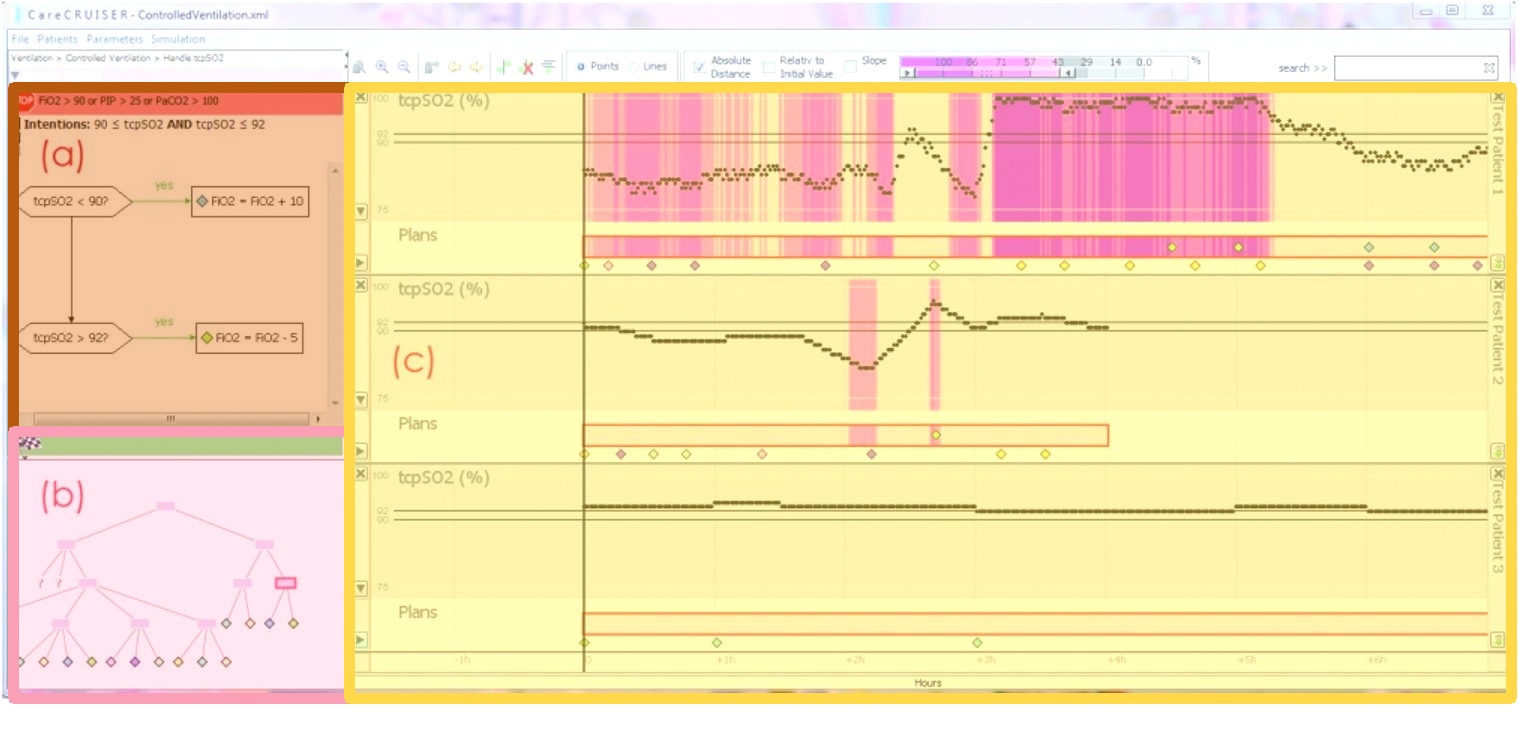 CareCRUISER - ControlledVentilation.xml
File Patients Parameters Simulation
Ventilation > Controlled Ventilation > Handle tcpSO2
Points Lines
Absolute Distance
Relativ to Initial Value
Slope
100 86 71 57 43 29 14 0.0 %
search >>
FiO2 > 90 or PIP > 25 or PaCO2 > 100
Intentions: 90 ≤ tcpSO2 AND tcpSO2 ≤ 92
(a)
tcpSO2 < 90?
yes
FiO2 = FiO2 + 10
tcpSO2 > 92?
yes
FiO2 = FiO2 - 5
(b)
100
tcpSO2 (%)
92
90
75
Plans
Test Patient 1
100
tcpSO2 (%)
92
90
(c)
75
Plans
Test Patient 2
100
tcpSO2 (%)
92
90
75
Plans
Test Patient 3
-1h 0 +1h +2h +3h +4h +5h +6h
Hours